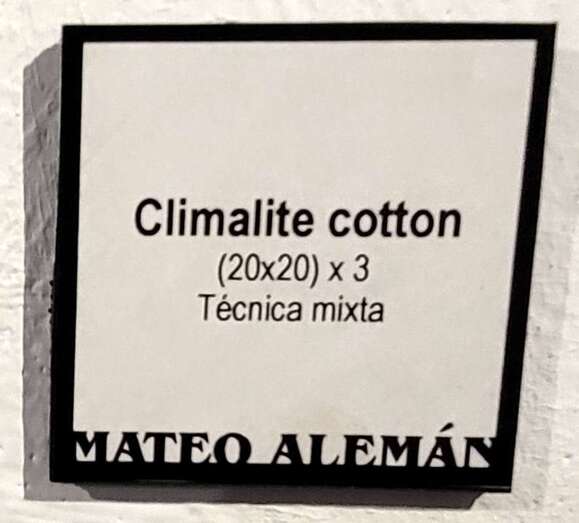 Climalite cotton
(20x20) x 3
Técnica mixta
MATEO ALEMÁN